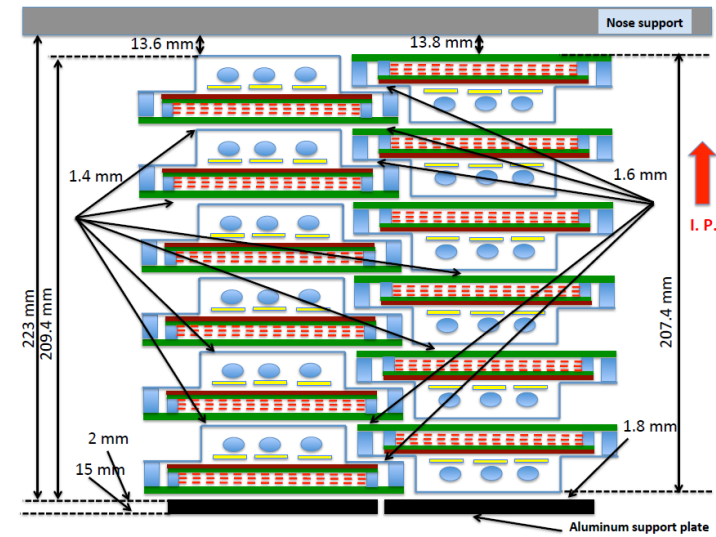 Nose support
13.6 mm
13.8 mm
1.4 mm
1.6 mm
I. P.
223 mm
209.4 mm
207.4 mm
2 mm
1.8 mm
15 mm
Aluminum support plate